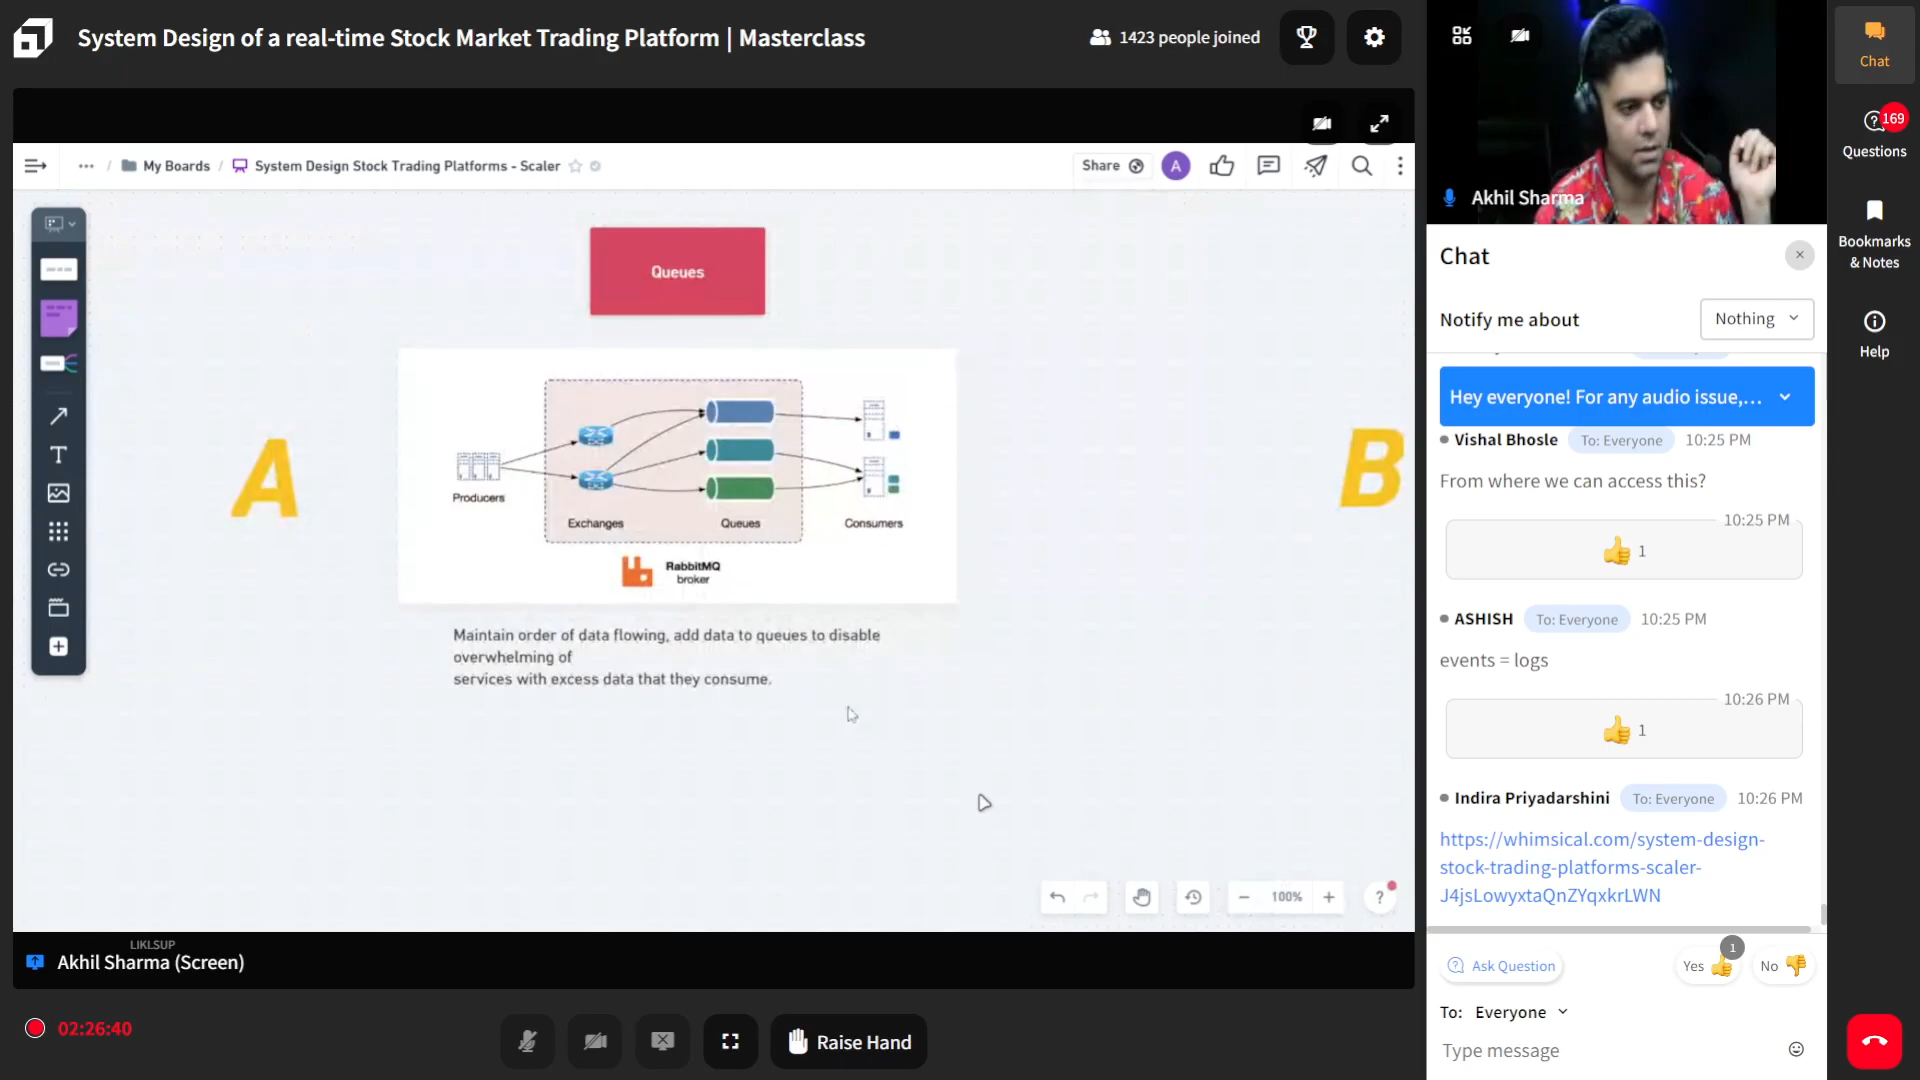 System Design of a real-time Stock Market Trading Platform | Masterclass
1423 people joined
My Boards / System Design Stock Trading Platforms - Scaler
Share
A
Queues
A
B
Producers
Exchanges
Queues
Consumers
RabbitMQ
broker
Maintain order of data flowing, add data to queues to disable
overwhelming of
services with excess data that they consume.
T
100%
?
LIKLSUP
Akhil Sharma (Screen)
02:26:40
Raise Hand
Akhil Sharma
Chat
Notify me about
Nothing
Hey everyone! For any audio issue,...
Vishal Bhosle To: Everyone 10:25 PM
From where we can access this?
10:25 PM
1
ASHISH To: Everyone 10:25 PM
events = logs
10:26 PM
1
Indira Priyadarshini To: Everyone 10:26 PM
https://whimsical.com/system-design-
stock-trading-platforms-scaler-
J4jsLowyxtaQnZYqxkrLWN
Ask Question
Yes
1
No
To: Everyone
Type message
Chat
169
Questions
Bookmarks
& Notes
Help